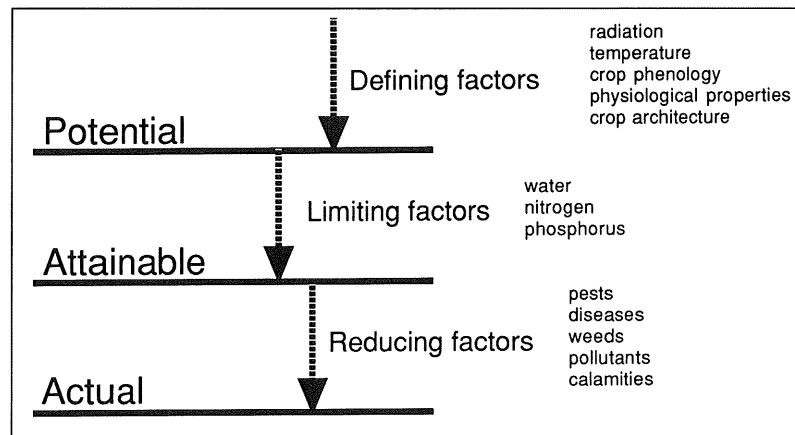 radiation
temperature
Defining factors
crop phenology
physiological properties
Potential
crop architecture
water
Limiting factors
nitrogen
phosphorus
Attainable
pests
diseases
Reducing factors
weeds
pollutants
Actual
calamities